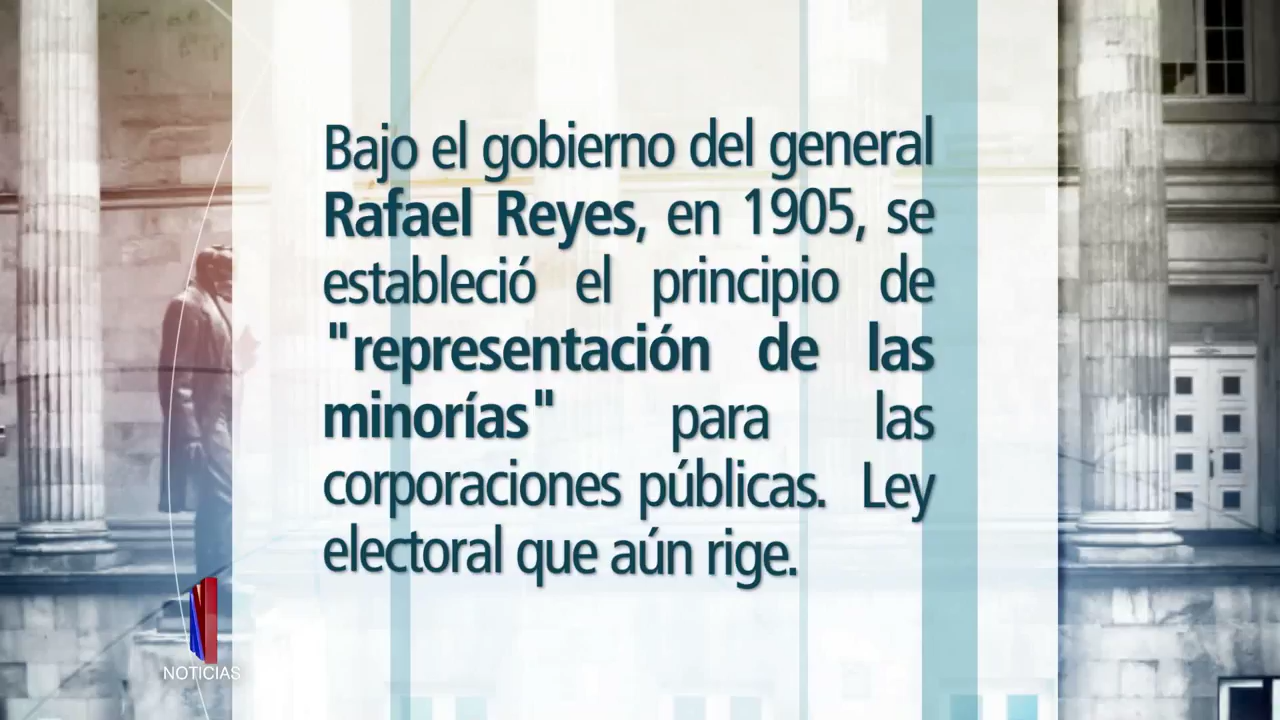 Bajo el gobierno del general
Rafael Reyes, en 1905, se
estableció el principio de
"representación de las
minorías" para las
corporaciones públicas. Ley
electoral que aún rige.
NOTICIAS